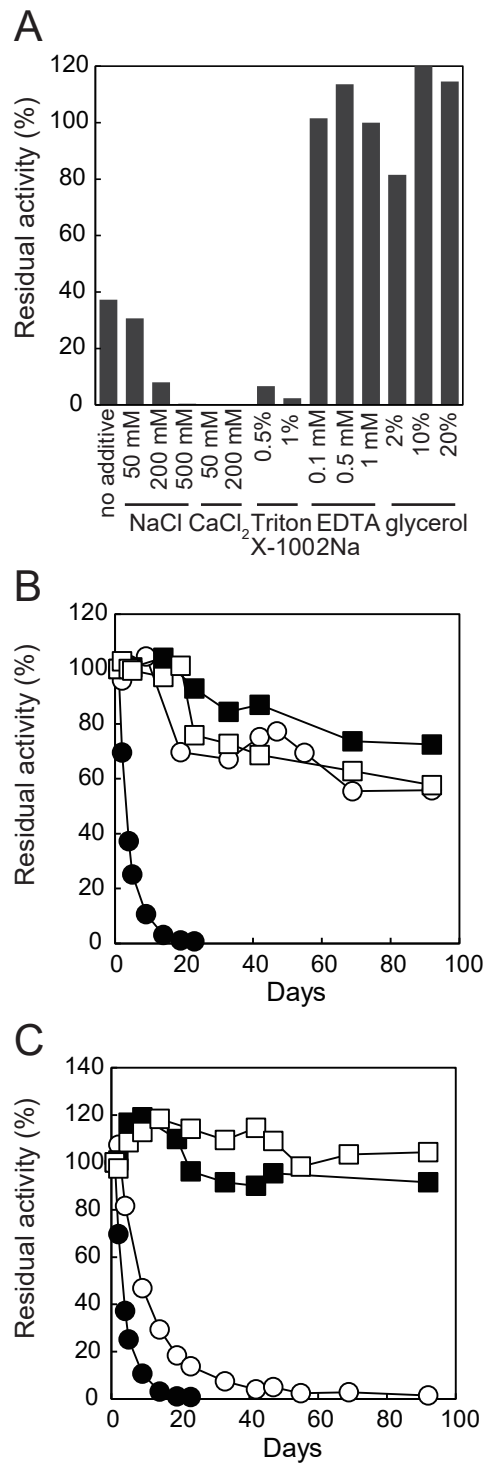 A
Residual activity (%)
120
100
80
60
40
20
0
no additive
50 mM
200 mM
500 mM
50 mM
200 mM
0.5%
1%
0.1 mM
0.5 mM
1 mM
2%
10%
20%
NaCl CaCl2 Triton EDTA glycerol
X-100 2Na
B
Residual activity (%)
120
100
80
60
40
20
0
0 20 40 60 80 100
Days
C
Residual activity (%)
140
120
100
80
60
40
20
0
0 20 40 60 80 100
Days